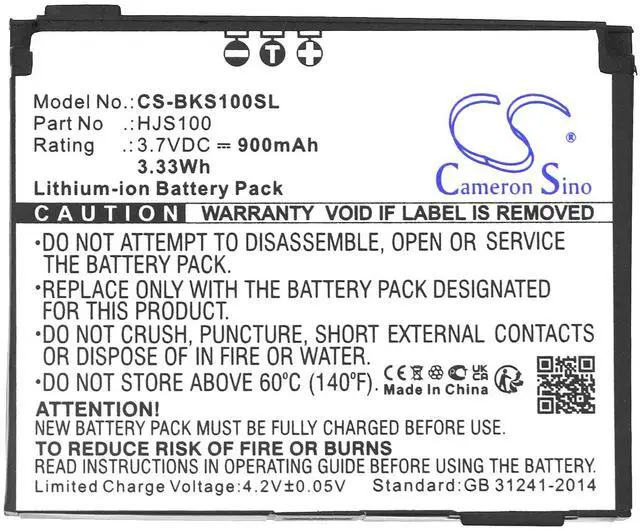 − T +
Model No.:CS-BKS100SL
Part No :HJS100
Rating :3.7VDC ⎓ 900mAh
3.33Wh
Lithium-ion Battery Pack
CS
®
Cameron Sino
CAUTION WARRANTY VOID IF LABEL IS REMOVED
•DO NOT ATTEMPT TO DISASSEMBLE, OPEN OR SERVICE
THE BATTERY PACK.
•REPLACE ONLY WITH THE BATTERY PACK DESIGNATED
FOR THIS PRODUCT.
•DO NOT CRUSH, PUNCTURE, SHORT EXTERNAL CONTACTS
OR DISPOSE OF IN FIRE OR WATER.
•DO NOT STORE ABOVE 60°C (140°F)
CE
Made In China
ATTENTION!
NEW BATTERY PACK MUST BE FULLY CHARGED BEFORE USE.
TO REDUCE RISK OF FIRE OR BURNS
READ INSTRUCTIONS AND GUIDE BEFORE INSTALLING BATTERY.
Limited Charging Voltage:4.2V±0.05V Standard:GB 31241-2014